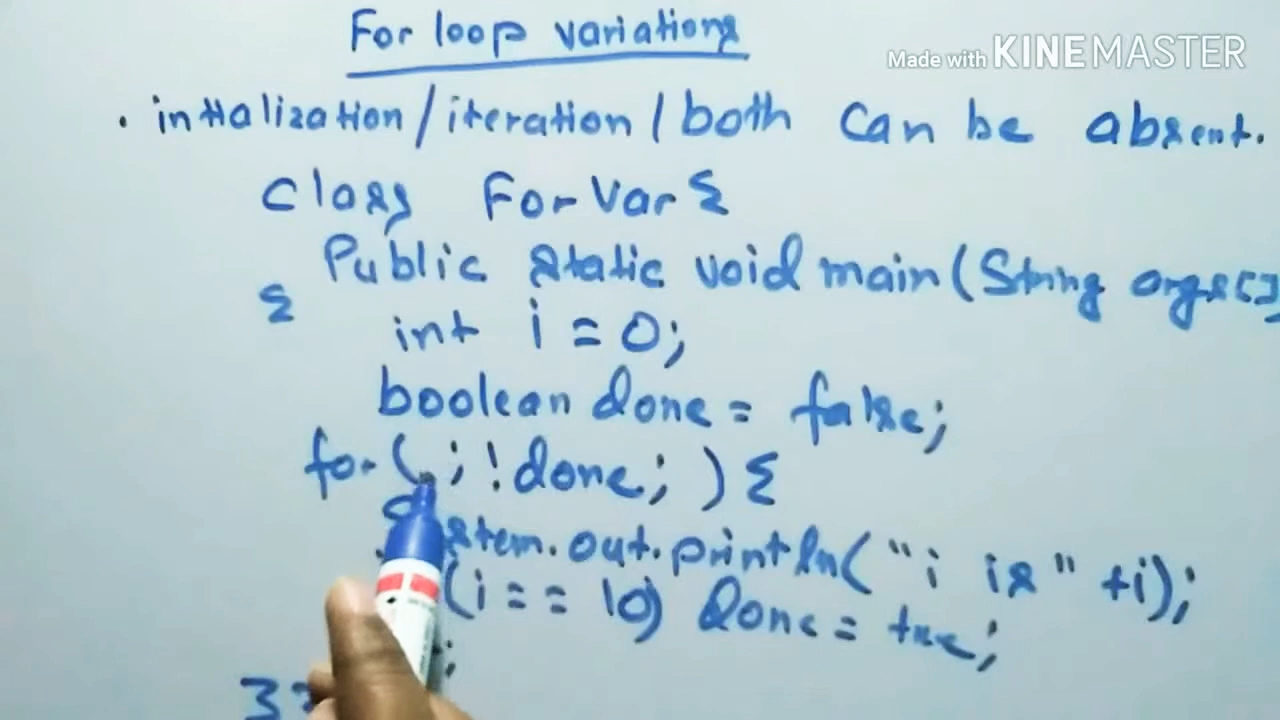 For loop variations
Made with KINEMASTER
. initialization/iteration/both can be absent.
class ForVar {
Public static void main(String args[]
{
int i = 0;
boolean done = false;
for( ; !done; ) {
System.out.println("i is" +i);
(i == 10) done = true;
;
}}